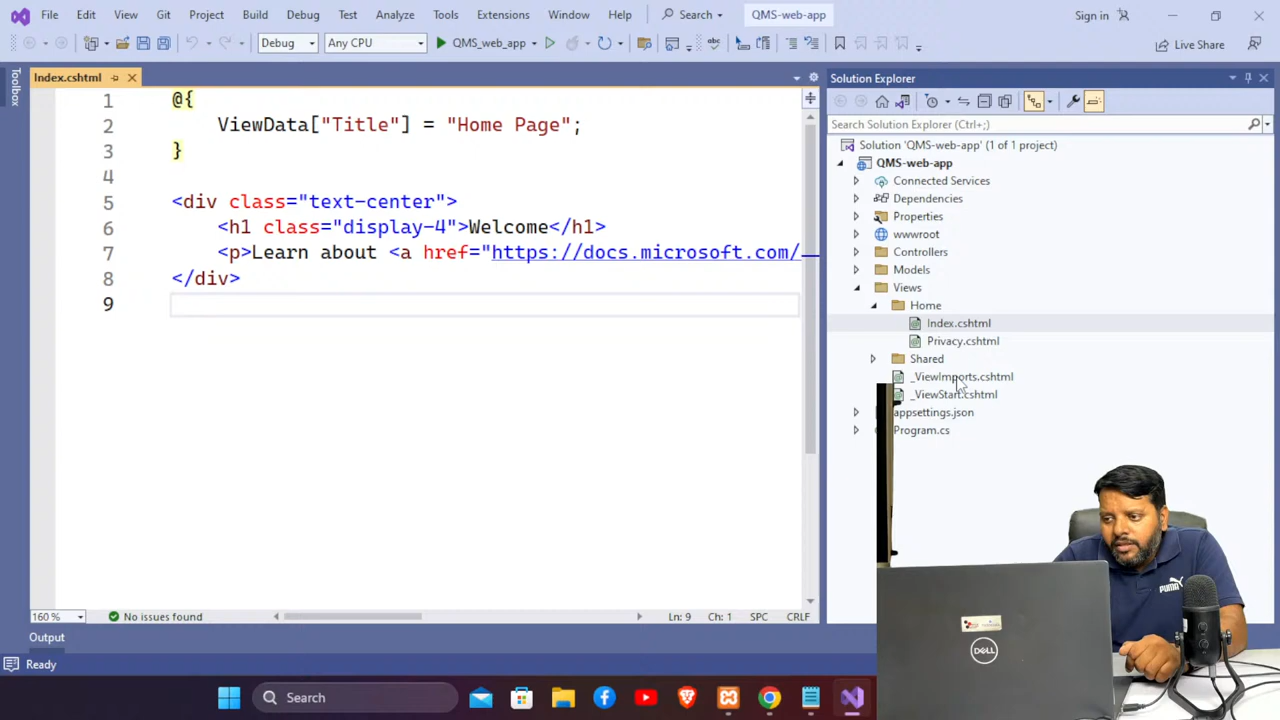 File Edit View Git Project Build Debug Test Analyze Tools Extensions Window Help Search QMS-web-app Sign in
Debug Any CPU QMS_web_app Live Share
Toolbox
Index.cshtml
1 @{
2 ViewData["Title"] = "Home Page";
3 }
4
5 <div class="text-center">
6 <h1 class="display-4">Welcome</h1>
7 <p>Learn about <a href="https://docs.microsoft.com/
8 </div>
9
160 % No issues found Ln: 9 Ch: 1 SPC CRLF
Output
Ready
Solution Explorer
Search Solution Explorer (Ctrl+;)
Solution 'QMS-web-app' (1 of 1 project)
QMS-web-app
Connected Services
Dependencies
Properties
wwwroot
Controllers
Models
Views
Home
Index.cshtml
Privacy.cshtml
Shared
_ViewImports.cshtml
_ViewStart.cshtml
appsettings.json
Program.cs
PUMA
DELL
Search